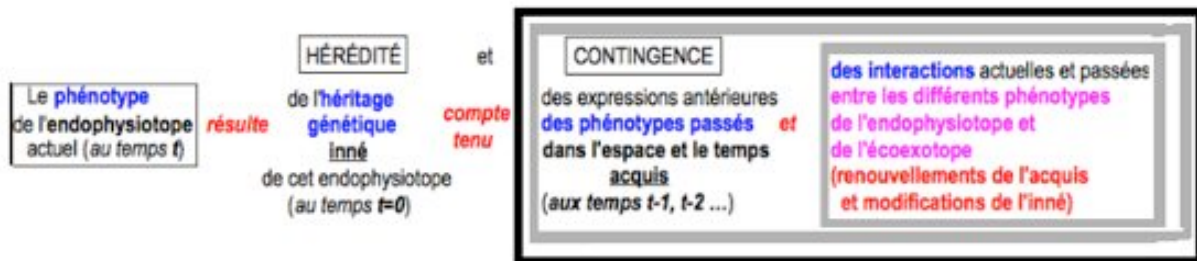 HÉRÉDITÉ et CONTINGENCE
Le phénotype
de l'endophysiotope
actuel (au temps t)
résulte
de l'héritage
génétique
inné
de cet endophysiotope
(au temps t=0)
compte
tenu
des expressions antérieures
des phénotypes passés et
dans l'espace et le temps
acquis
(aux temps t-1, t-2 ...)
des interactions actuelles et passées
entre les différents phénotypes
de l'endophysiotope et
de l'écoexotope
(renouvellements de l'acquis
et modifications de l'inné)